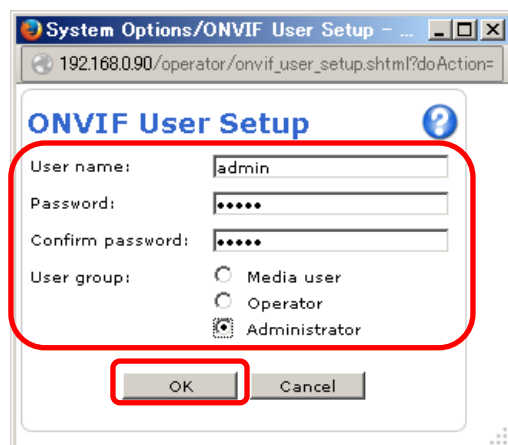 System Options/ONVIF User Setup - ...
192.168.0.90/operator/onvif_user_setup.shtml?doAction=
ONVIF User Setup
User name: admin
Password: •••••
Confirm password: •••••
User group: Media user
Operator
Administrator
OK Cancel